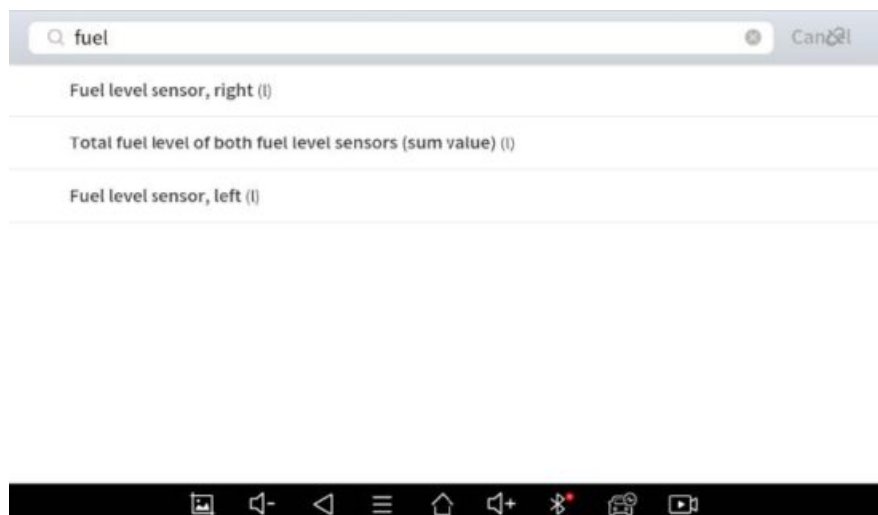 fuel
Cancel
Fuel level sensor, right (l)
Total fuel level of both fuel level sensors (sum value) (l)
Fuel level sensor, left (l)